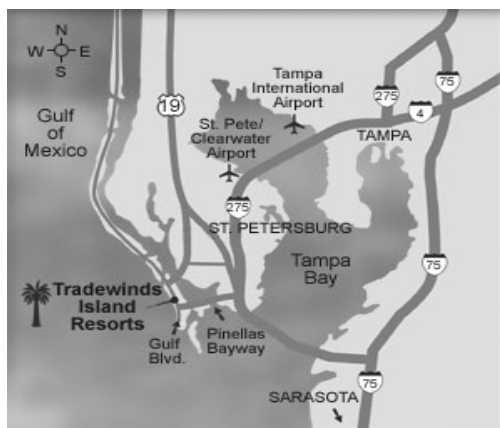 N
W E
S
Gulf
of
Mexico
19
Tampa
International
Airport
St. Pete/
Clearwater
Airport
275
75
4
TAMPA
275
ST. PETERSBURG
Tampa
Bay
75
Tradewinds
Island
Resorts
Gulf
Blvd.
Pinellas
Bayway
75
SARASOTA